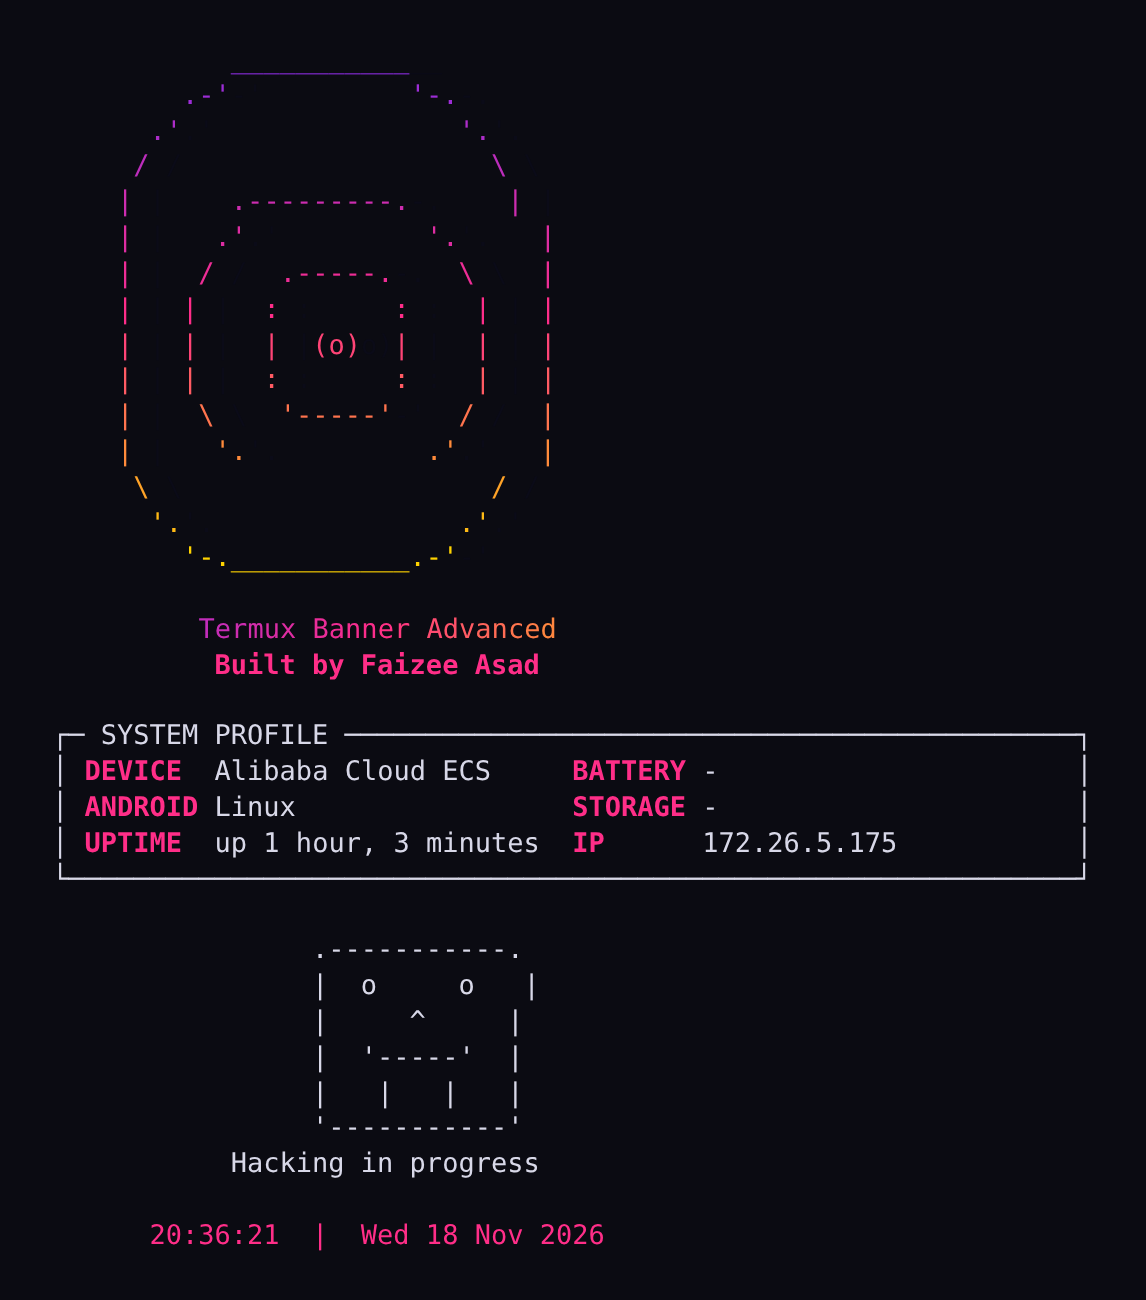 (o)
Termux Banner Advanced
Built by Faizee Asad
SYSTEM PROFILE
DEVICE Alibaba Cloud ECS BATTERY -
ANDROID Linux STORAGE -
UPTIME up 1 hour, 3 minutes IP 172.26.5.175
o o
^
Hacking in progress
20:36:21 | Wed 18 Nov 2026